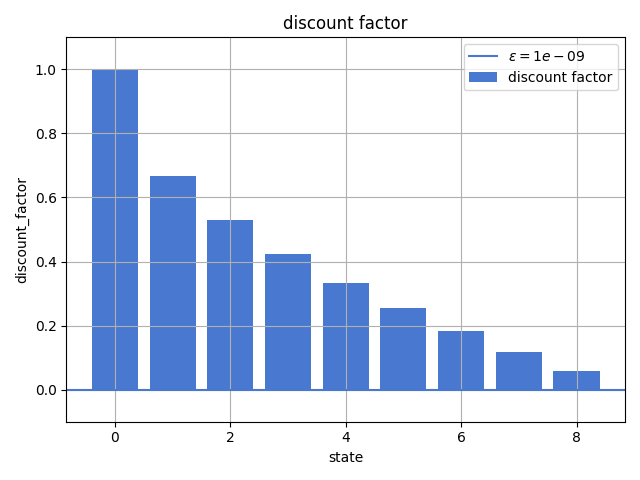 discount factor
ε = 1e − 09
discount factor
discount_factor
1.0
0.8
0.6
0.4
0.2
0.0
0 2 4 6 8
state